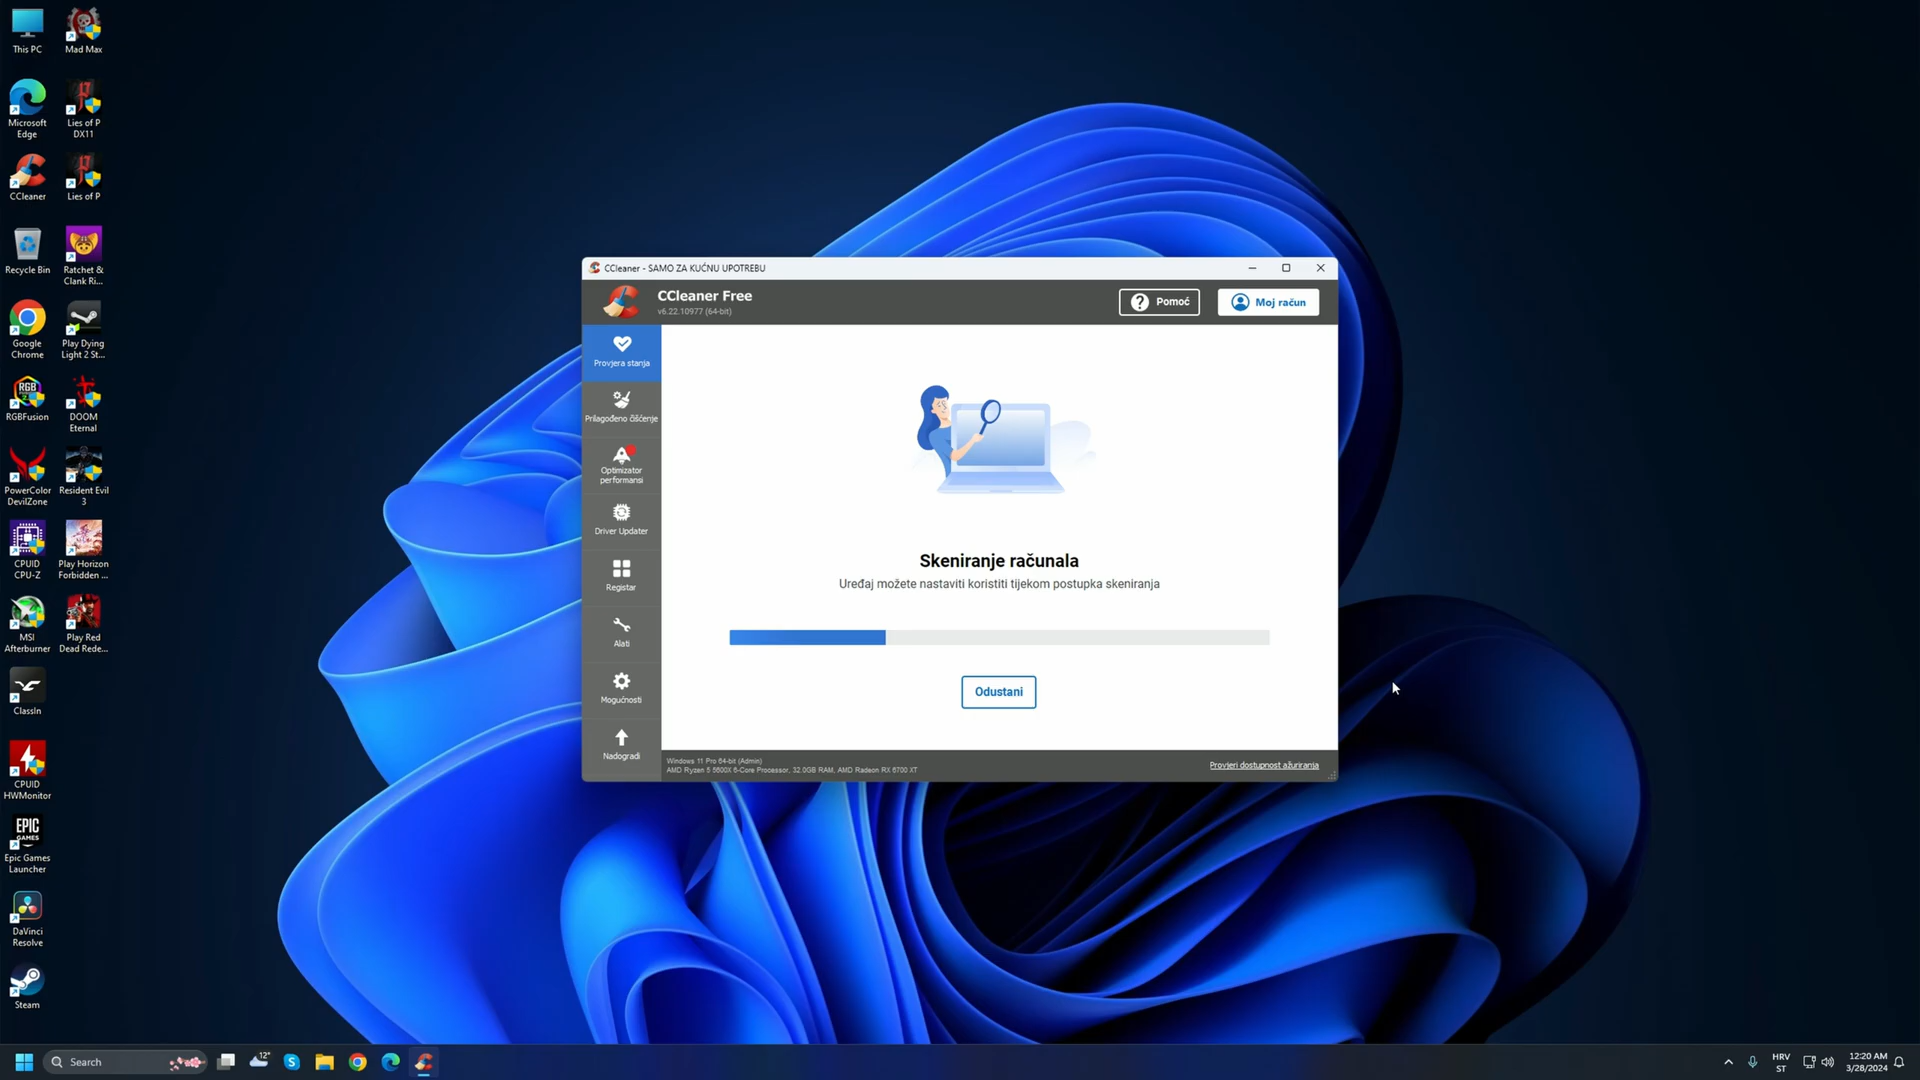 This PC
Mad Max
Microsoft
Edge
Lies of P
DX11
CCleaner
Lies of P
Recycle Bin
Ratchet &
Clank Ri...
Google
Chrome
Play Dying
Light 2 St...
RGB
RGBFusion
DOOM
Eternal
PowerColor
DevilZone
Resident Evil
3
CPUID
CPU-Z
Play Horizon
Forbidden ...
MSI
Afterburner
Play Red
Dead Rede...
ClassIn
CPUID
HWMonitor
EPIC
GAMES
Epic Games
Launcher
DaVinci
Resolve
Steam
CCleaner - SAMO ZA KUĆNU UPOTREBU
CCleaner Free
v6.22.10977 (64-bit)
Pomoć
Moj račun
Provjera stanja
Prilagođeno čišćenje
Optimizator
performansi
Driver Updater
Registar
Alati
Mogućnosti
Nadogradi
Skeniranje računala
Uređaj možete nastaviti koristiti tijekom postupka skeniranja
Odustani
Windows 11 Pro 64-bit (Admin)
AMD Ryzen 5 5600X 6-Core Processor, 32.0GB RAM, AMD Radeon RX 6700 XT
Provjeri dostupnost ažuriranja
Search
12°
HRV
ST
12:20 AM
3/28/2024